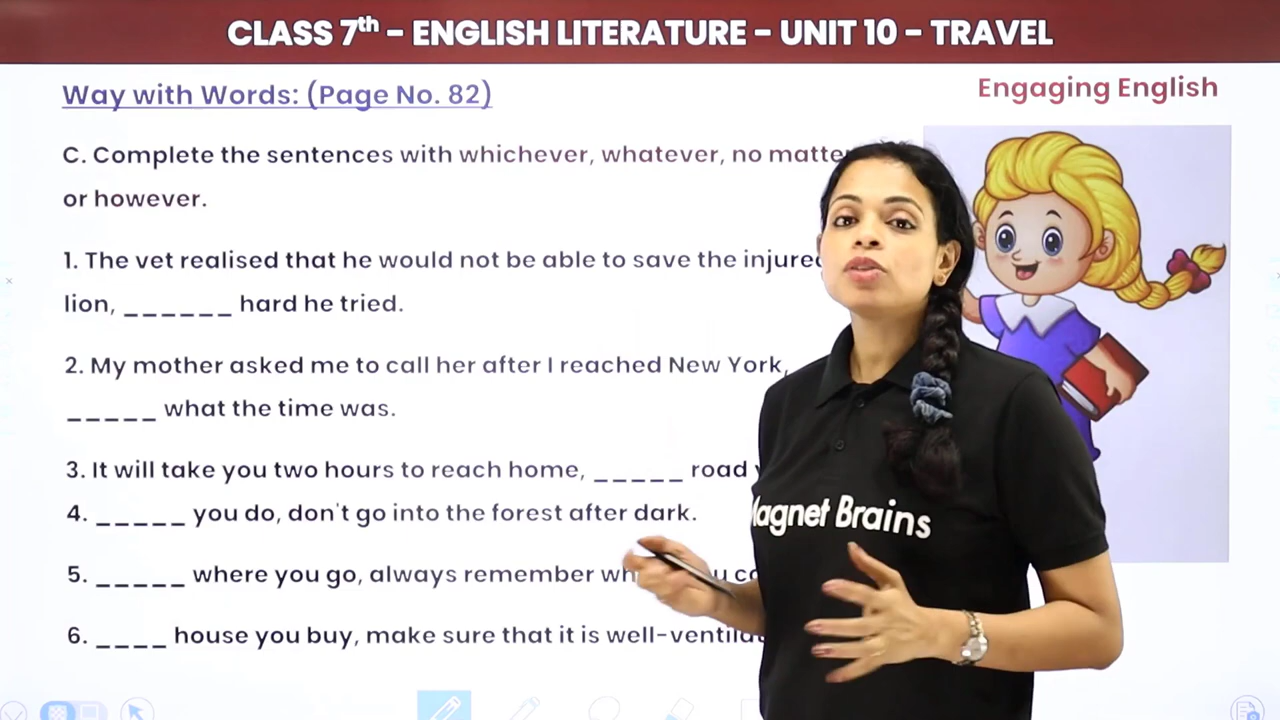 CLASS 7th - ENGLISH LITERATURE - UNIT 10 - TRAVEL
Way with Words: (Page No. 82)
Engaging English
C. Complete the sentences with whichever, whatever, no
or however.
1. The vet realised that he would not be able to save the
lion, ______ hard he tried.
2. My mother asked me to call her after I reached New York,
_____ what the time was.
3. It will take you two hours to reach home, _____ road
4. _____ you do, don't go into the forest after dark.
5. _____ where you go, always remember
6. ____ house you buy, make sure that it is
Magnet Brains